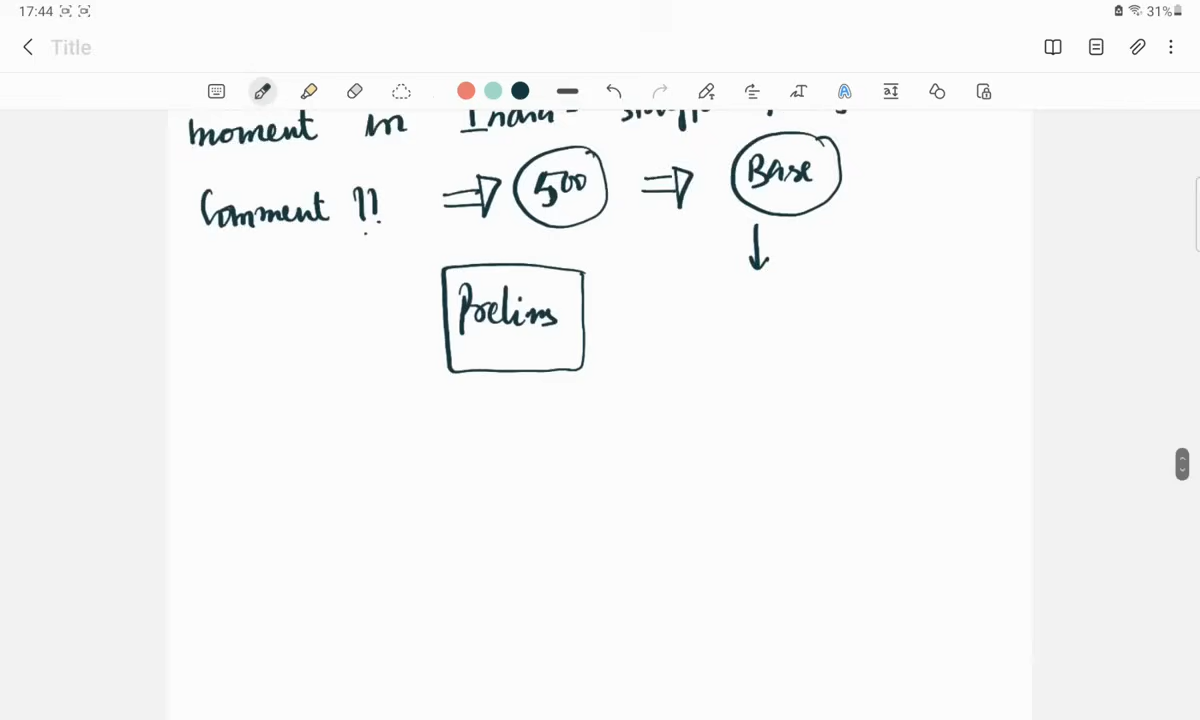 17:44 31%
Title
moment in
Comment !! 500 Base
Prelims